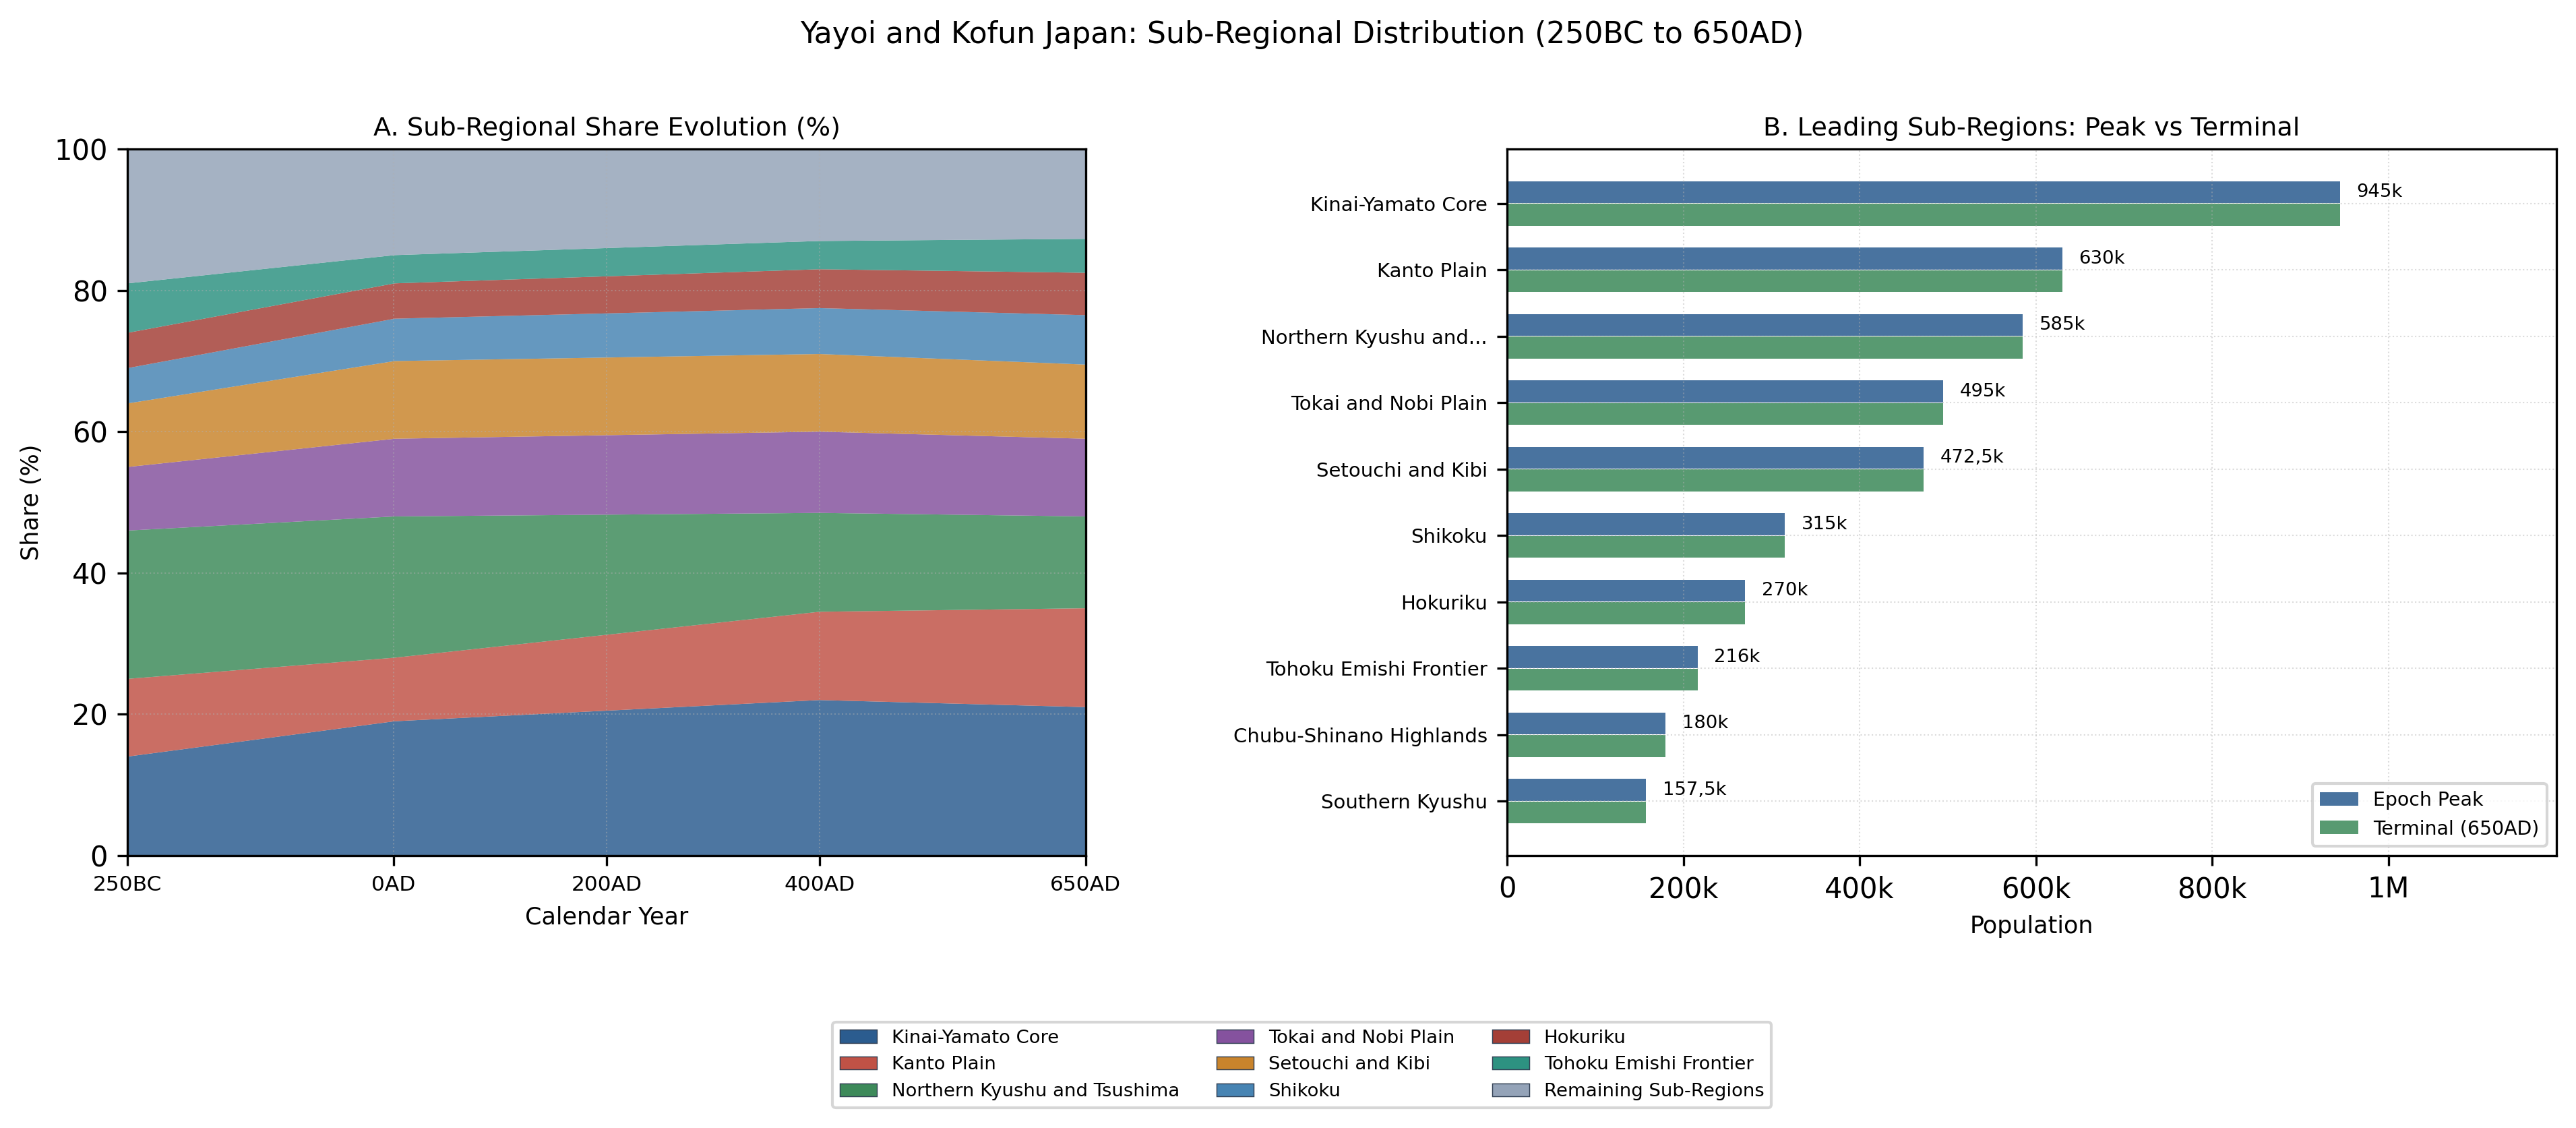 Yayoi and Kofun Japan: Sub-Regional Distribution (250BC to 650AD)
A. Sub-Regional Share Evolution (%)
100
80
60
40
20
0
Share (%)
250BC
0AD
200AD
400AD
650AD
Calendar Year
B. Leading Sub-Regions: Peak vs Terminal
Kinai-Yamato Core
945k
Kanto Plain
630k
Northern Kyushu and...
585k
Tokai and Nobi Plain
495k
Setouchi and Kibi
472,5k
Shikoku
315k
Hokuriku
270k
Tohoku Emishi Frontier
216k
Chubu-Shinano Highlands
180k
Southern Kyushu
157,5k
Epoch Peak
Terminal (650AD)
0
200k
400k
600k
800k
1M
Population
Kinai-Yamato Core
Kanto Plain
Northern Kyushu and Tsushima
Tokai and Nobi Plain
Setouchi and Kibi
Shikoku
Hokuriku
Tohoku Emishi Frontier
Remaining Sub-Regions